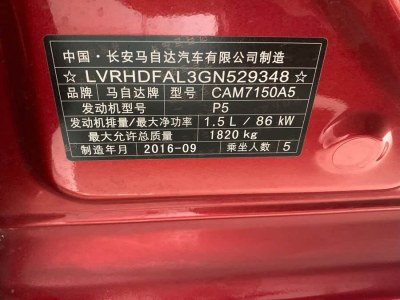 中国·长安马自达汽车有限公司制造
☆ LVRHDFAL3GN529348 ☆
品牌 马自达牌 型号 CAM7150A5
发动机型号 P5
发动机排量/最大净功率 1.5 L / 86 kW
最大允许总质量 1820 kg
制造年月 2016-09 乘坐人数 5